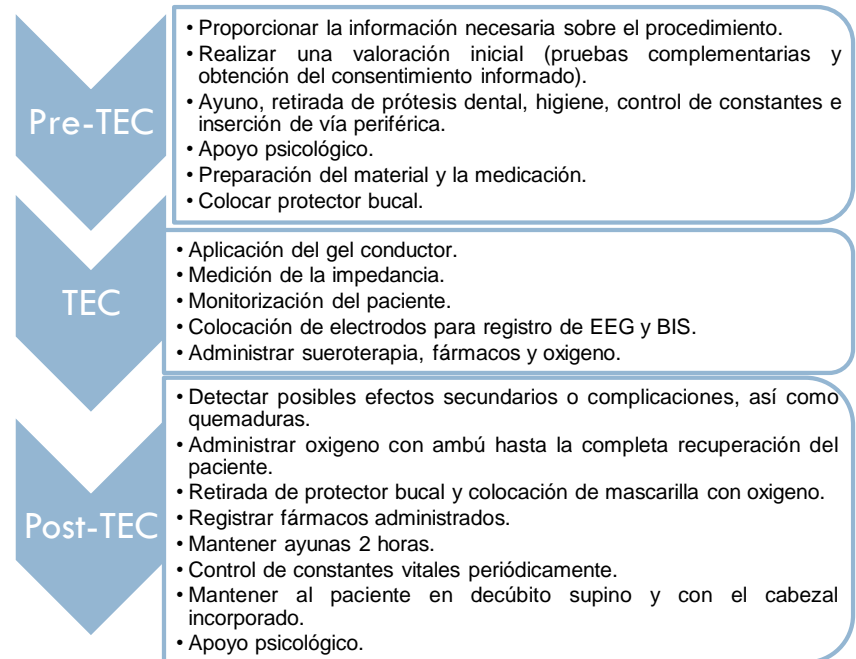 Pre-TEC
• Proporcionar la información necesaria sobre el procedimiento.
• Realizar una valoración inicial (pruebas complementarias y
obtención del consentimiento informado).
• Ayuno, retirada de prótesis dental, higiene, control de constantes e
inserción de vía periférica.
• Apoyo psicológico.
• Preparación del material y la medicación.
• Colocar protector bucal.
TEC
• Aplicación del gel conductor.
• Medición de la impedancia.
• Monitorización del paciente.
• Colocación de electrodos para registro de EEG y BIS.
• Administrar sueroterapia, fármacos y oxigeno.
Post-TEC
• Detectar posibles efectos secundarios o complicaciones, así como
quemaduras.
• Administrar oxigeno con ambú hasta la completa recuperación del
paciente.
• Retirada de protector bucal y colocación de mascarilla con oxigeno.
• Registrar fármacos administrados.
• Mantener ayunas 2 horas.
• Control de constantes vitales periódicamente.
• Mantener al paciente en decúbito supino y con el cabezal
incorporado.
• Apoyo psicológico.